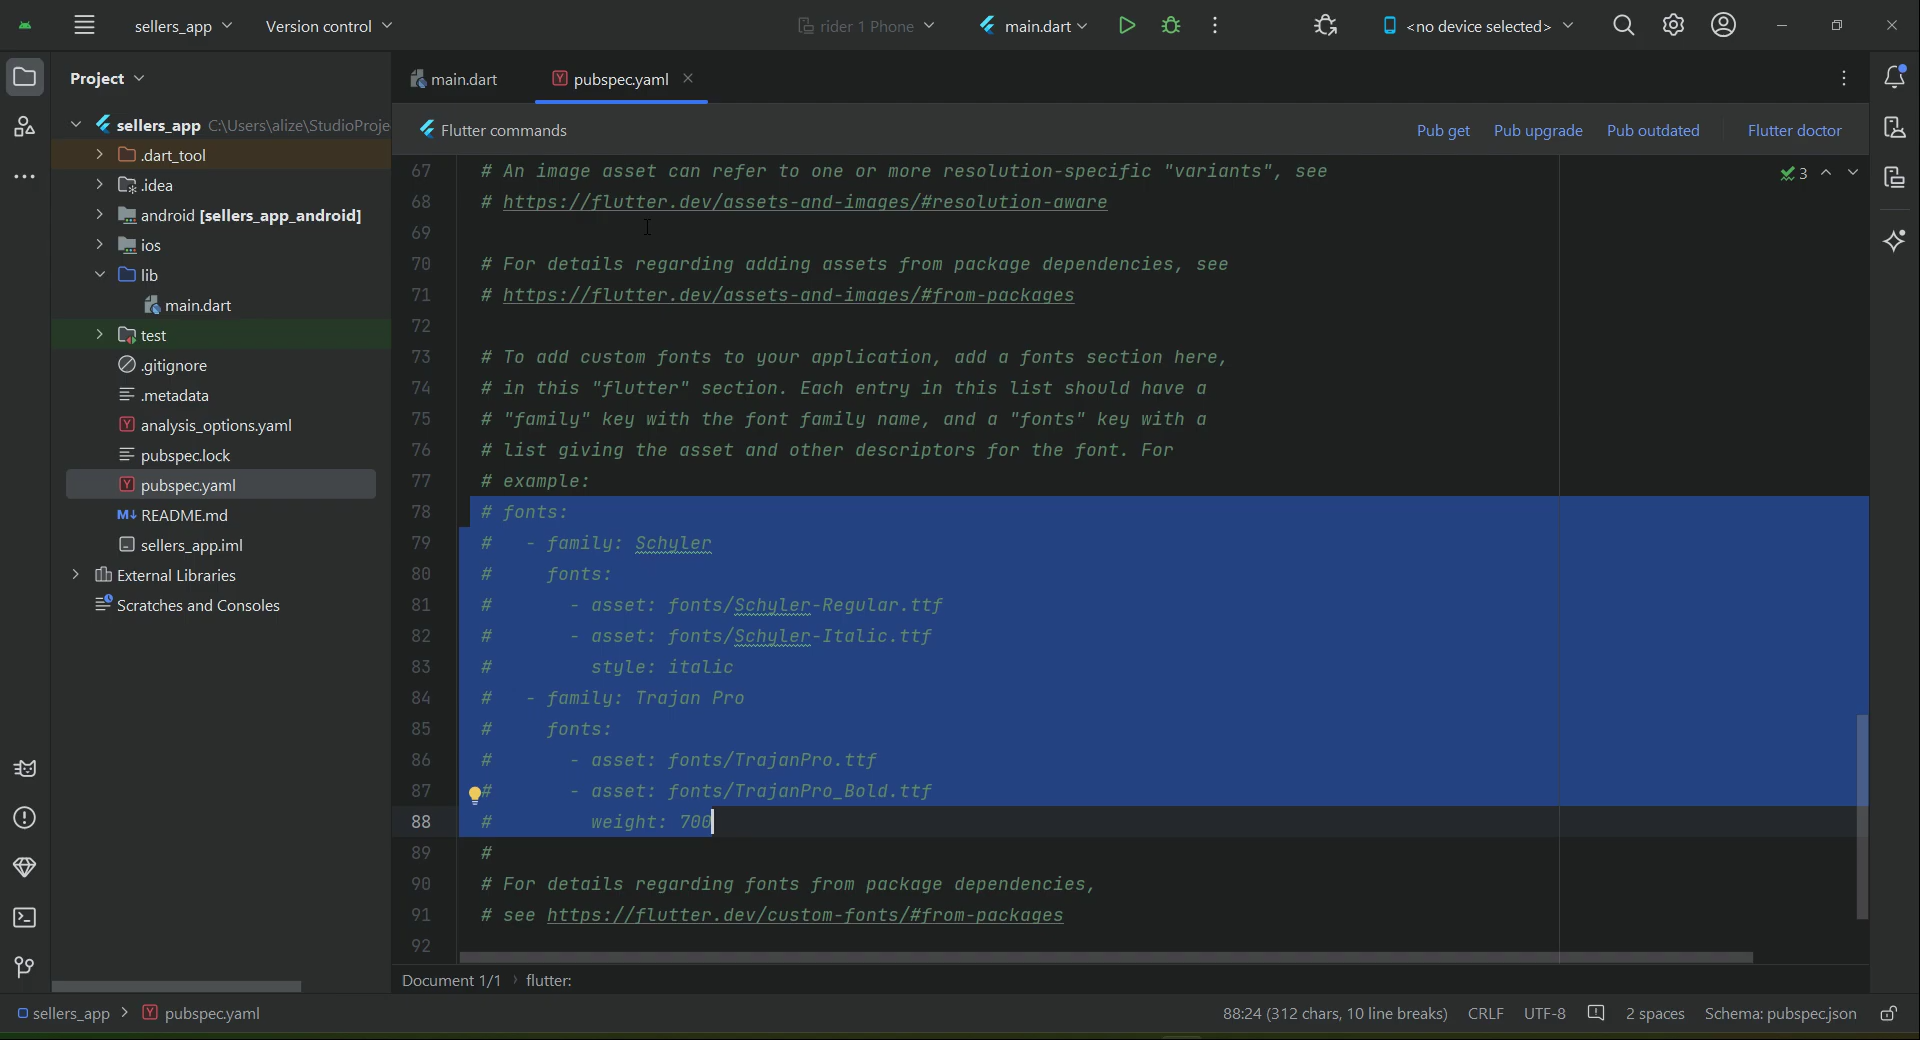 sellers_app
Version control
rider 1 Phone
main.dart
<no device selected>
Project
main.dart
pubspec.yaml
sellers_app C:\Users\alize\StudioProje
Flutter commands
Pub get
Pub upgrade
Pub outdated
Flutter doctor
.dart_tool
.idea
android [sellers_app_android]
ios
lib
main.dart
test
.gitignore
.metadata
analysis_options.yaml
pubspec.lock
pubspec.yaml
README.md
sellers_app.iml
External Libraries
Scratches and Consoles
3
67 # An image asset can refer to one or more resolution-specific "variants", see
68 # https://flutter.dev/assets-and-images/#resolution-aware
69
70 # For details regarding adding assets from package dependencies, see
71 # https://flutter.dev/assets-and-images/#from-packages
72
73 # To add custom fonts to your application, add a fonts section here,
74 # in this "flutter" section. Each entry in this list should have a
75 # "family" key with the font family name, and a "fonts" key with a
76 # list giving the asset and other descriptors for the font. For
77 # example:
78 # fonts:
79 #   - family: Schyler
80 #     fonts:
81 #       - asset: fonts/Schyler-Regular.ttf
82 #       - asset: fonts/Schyler-Italic.ttf
83 #         style: italic
84 #   - family: Trajan Pro
85 #     fonts:
86 #       - asset: fonts/TrajanPro.ttf
87 #       - asset: fonts/TrajanPro_Bold.ttf
88 #         weight: 700
89 #
90 # For details regarding fonts from package dependencies,
91 # see https://flutter.dev/custom-fonts/#from-packages
92
Document 1/1 › flutter:
sellers_app > pubspec.yaml
88:24 (312 chars, 10 line breaks)
CRLF
UTF-8
2 spaces
Schema: pubspec.json